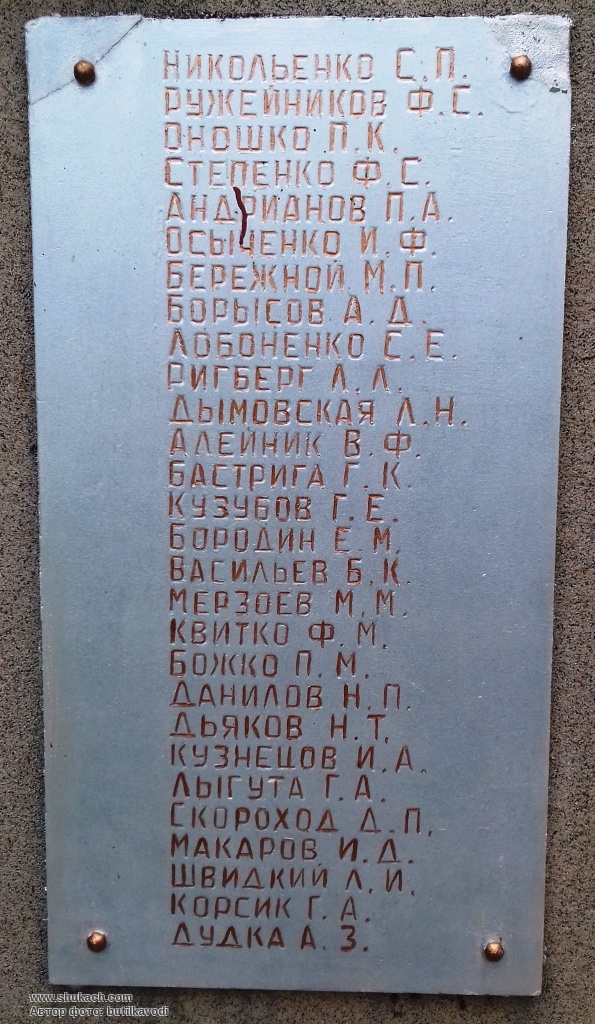 НИКОЛЬЕНКО С.П.
РУЖЕЙНИКОВ Ф.С.
ОНОШКО П.К.
СТЕПЕНКО Ф.С.
АНДРИАНОВ П.А.
ОСЫЧЕНКО И.Ф.
БЕРЕЖНОЙ М.П.
БОРЫСОВ А.Д.
ЛОБОНЕНКО С.Е.
РИГБЕРГ Л.Л.
ДЫМОВСКАЯ Л.Н.
АЛЕЙНИК В.Ф.
БАСТРИГА Г.К.
КУЗУБОВ Г.Е.
БОРОДИН Е.М.
ВАСИЛЬЕВ Б.К.
МЕРЗОЕВ М.М.
КВИТКО Ф.М.
БОЖКО П.М.
ДАНИЛОВ Н.П.
ДЬЯКОВ Н.Т.
КУЗНЕЦОВ И.А.
ЛЫГУТА Г.А.
СКОРОХОД Д.П.
МАКАРОВ И.Д.
ШВИДКИЙ Л.И.
КОРСИК Г.А.
ДУДКА А.З.
www.shukach.com
Автор фото: butilkavodi